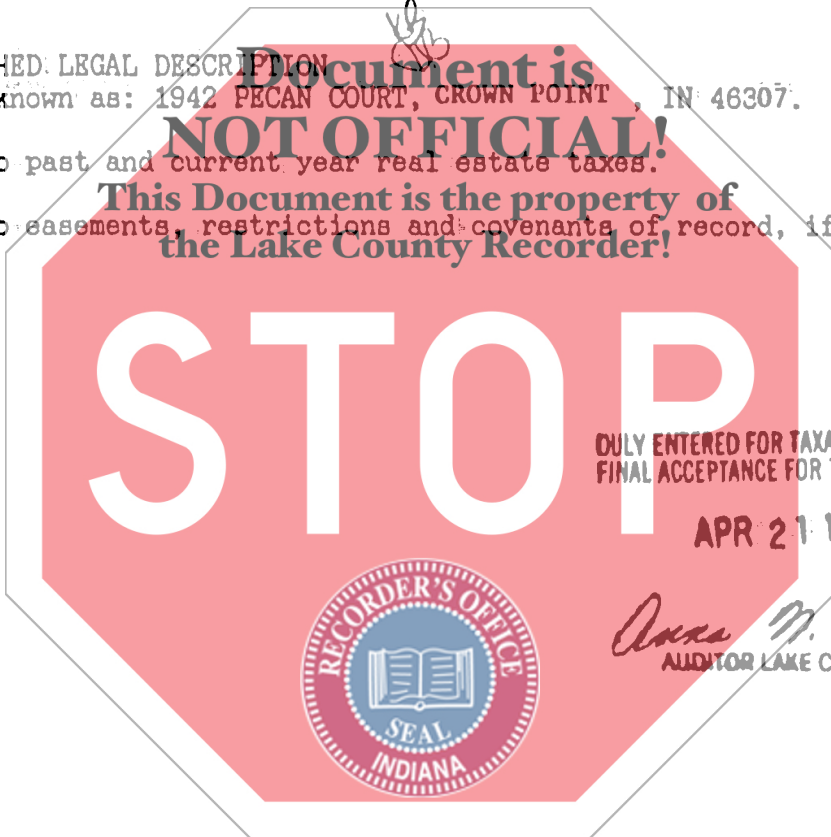 HED LEGAL DESCRIPTION
Document is
known as: 1942 PECAN COURT, CROWN POINT , IN 46307.
NOT OFFICIAL!
o past and current year real estate taxes.
This Document is the property of
o easements, restrictions and covenants of record, if
the Lake County Recorder!
STOP
DULY ENTERED FOR TAXA
FINAL ACCEPTANCE FOR T
APR 21
Anna M.
AUDITOR LAKE C
RECORDER'S OFFICE
SEAL
INDIANA